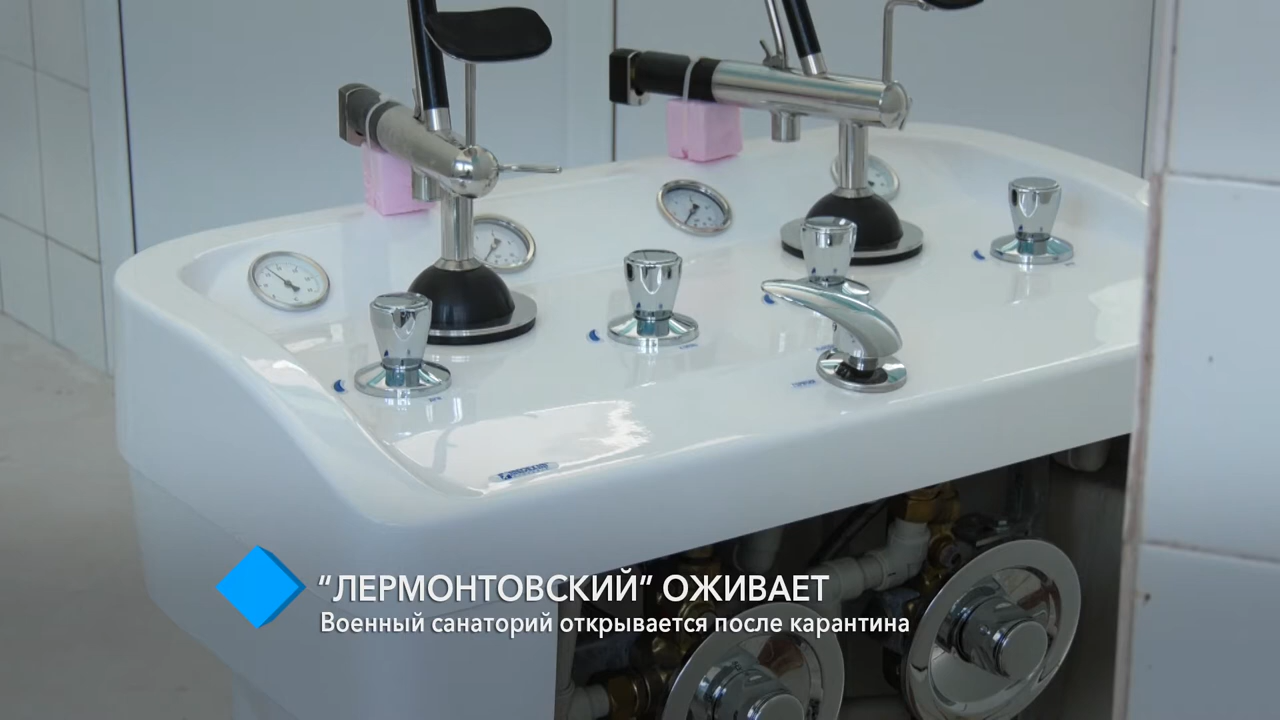 “ЛЕРМОНТОВСКИЙ” ОЖИВАЕТ
Военный санаторий открывается после карантина